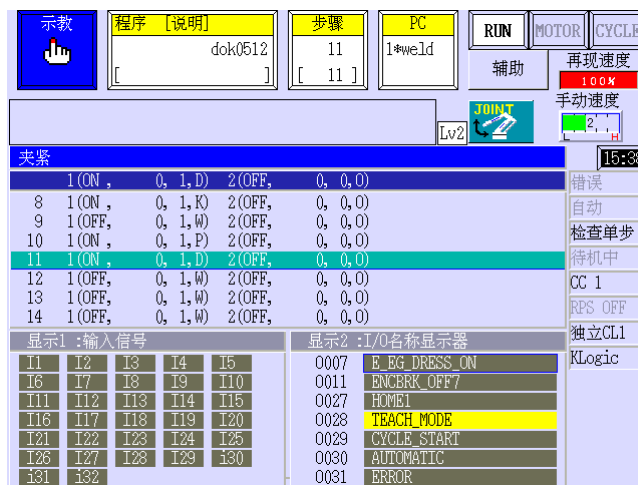 示教 程序 [说明] 步骤 PC RUN MOTOR CYCLE
dok0512 11 1*weld
[ ] [ 11 ] 辅助 再现速度
100%
手动速度
JOINT 2
Lv2 L H
夹紧 15:38
1(ON , 0, 1,D) 2(OFF, 0, 0,O) 错误
8 1(ON , 0, 1,K) 2(OFF, 0, 0,O) 自动
9 1(OFF, 0, 1,W) 2(OFF, 0, 0,O)
10 1(ON , 0, 1,P) 2(OFF, 0, 0,O) 检查单步
11 1(ON , 0, 1,D) 2(OFF, 0, 0,O) 待机中
12 1(OFF, 0, 1,W) 2(OFF, 0, 0,O) CC 1
13 1(OFF, 0, 1,W) 2(OFF, 0, 0,O) RPS OFF
14 1(OFF, 0, 1,W) 2(OFF, 0, 0,O)
显示1 :输入信号 显示2 :I/O名称显示器 独立CL1
I1 I2 I3 I4 I5 0007 E_EG_DRESS_ON KLogic
I6 I7 I8 I9 I10 0011 ENCBRK_OFF7
I11 I12 I13 I14 I15 0027 HOME1
I16 I17 I18 I19 I20 0028 TEACH_MODE
I21 I22 I23 I24 I25 0029 CYCLE_START
I26 I27 I28 I29 i30 0030 AUTOMATIC
i31 i32 0031 ERROR